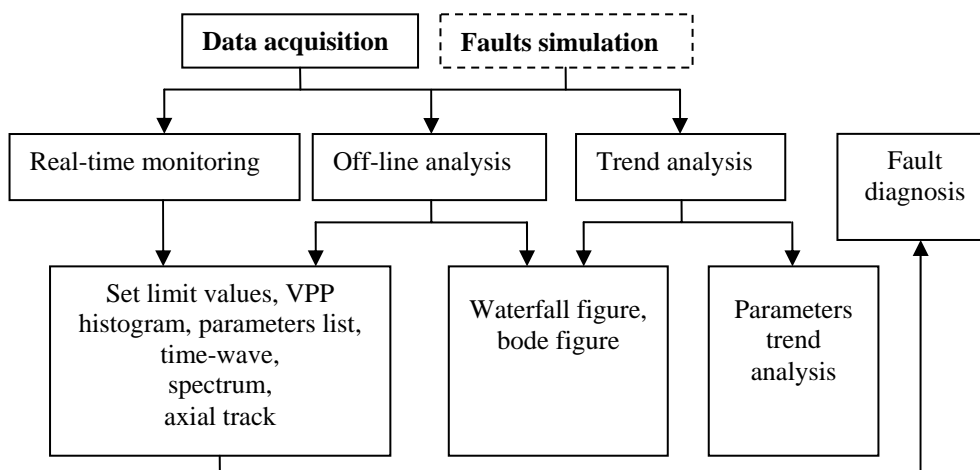 Data acquisition
Faults simulation
Real-time monitoring
Off-line analysis
Trend analysis
Fault
diagnosis
Set limit values, VPP
histogram, parameters list,
time-wave,
spectrum,
axial track
Waterfall figure,
bode figure
Parameters
trend
analysis